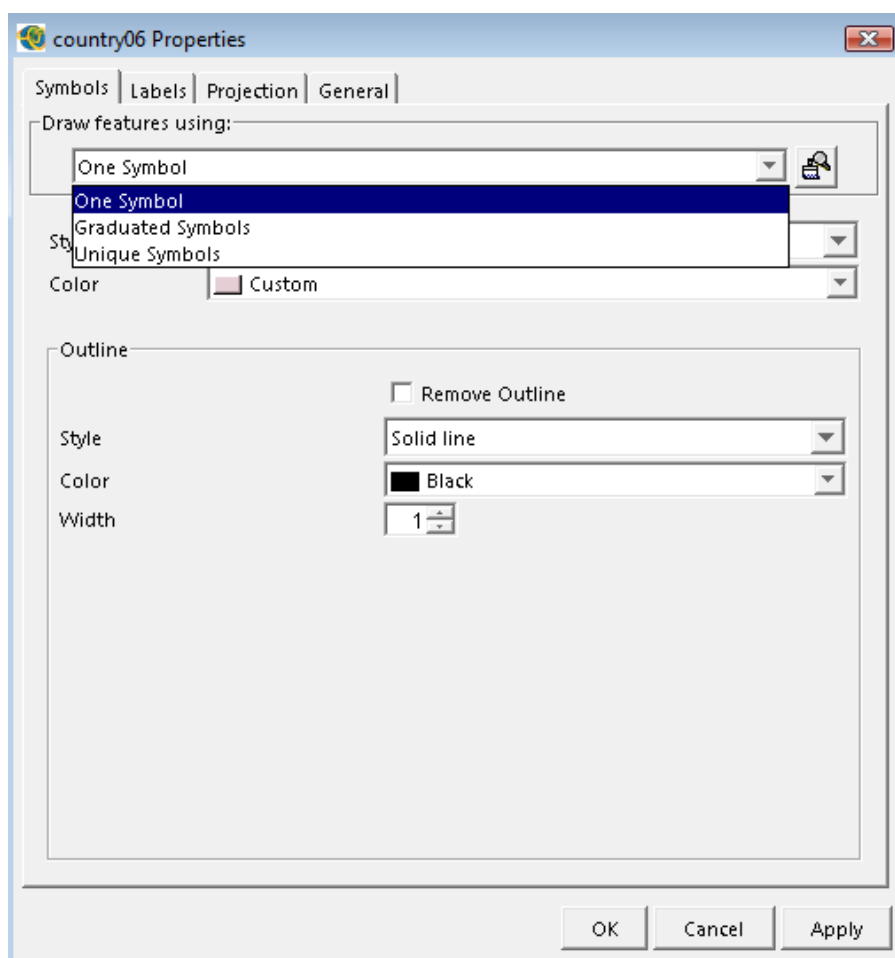 country06 Properties
Symbols Labels Projection General
Draw features using:
One Symbol
One Symbol
Graduated Symbols
Unique Symbols
Color Custom
Outline
Remove Outline
Style Solid line
Color Black
Width 1
OK Cancel Apply